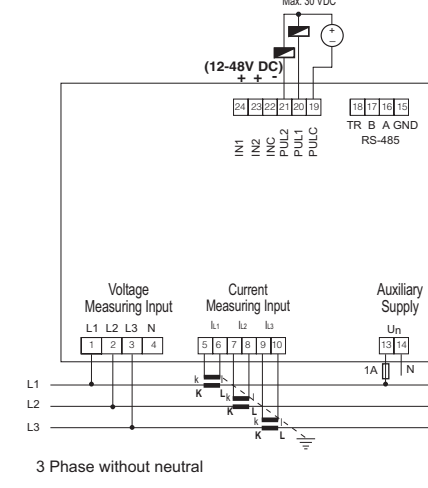 Max. 30 VDC
+
–
(12-48V DC)
+ + -
24 23 22 21 20 19
18 17 16 15
IN1 IN2 INC PUL2 PUL1 PULC
TR B A GND
RS-485
Voltage Measuring Input
Current Measuring Input
Auxiliary Supply
L1 L2 L3 N
IL1 IL2 IL3
Un
1 2 3 4
5 6 7 8 9 10
13 14
1A N
L1
k l
K L
L2
k l
K L
L3
k l
K L
3 Phase without neutral